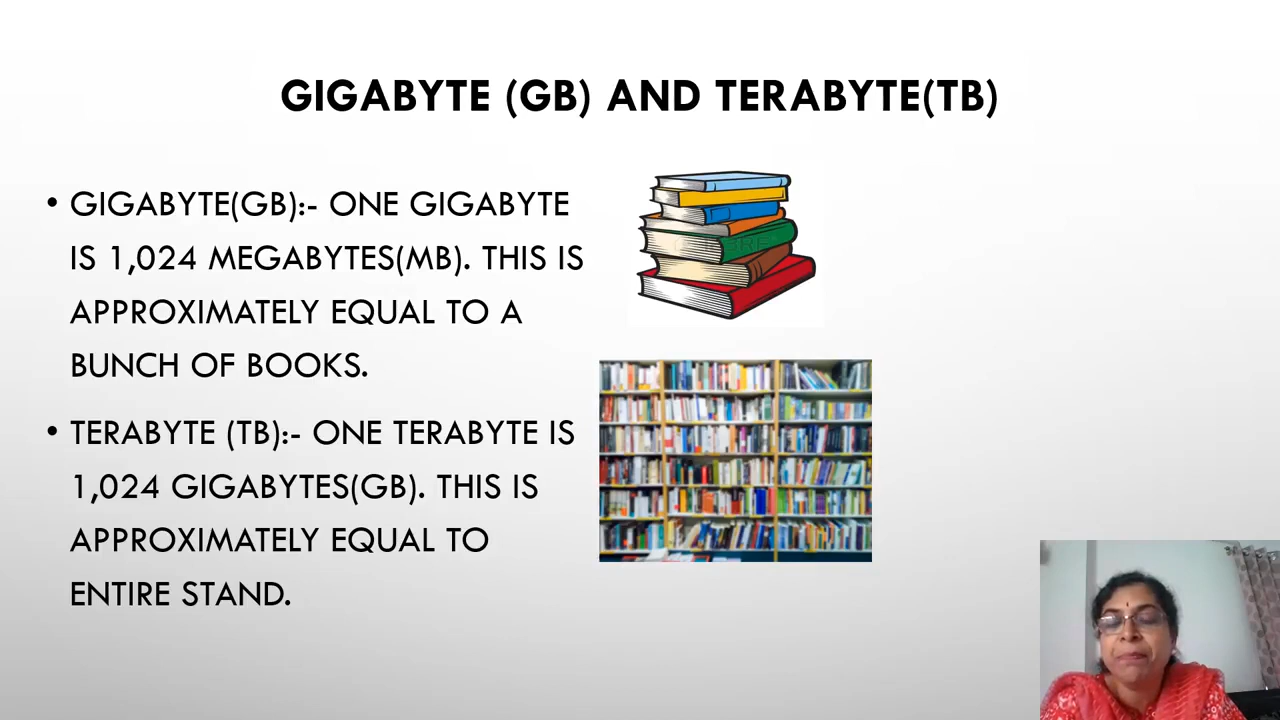 GIGABYTE (GB) AND TERABYTE(TB)
• GIGABYTE(GB):- ONE GIGABYTE
IS 1,024 MEGABYTES(MB). THIS IS
APPROXIMATELY EQUAL TO A
BUNCH OF BOOKS.
• TERABYTE (TB):- ONE TERABYTE IS
1,024 GIGABYTES(GB). THIS IS
APPROXIMATELY EQUAL TO
ENTIRE STAND.